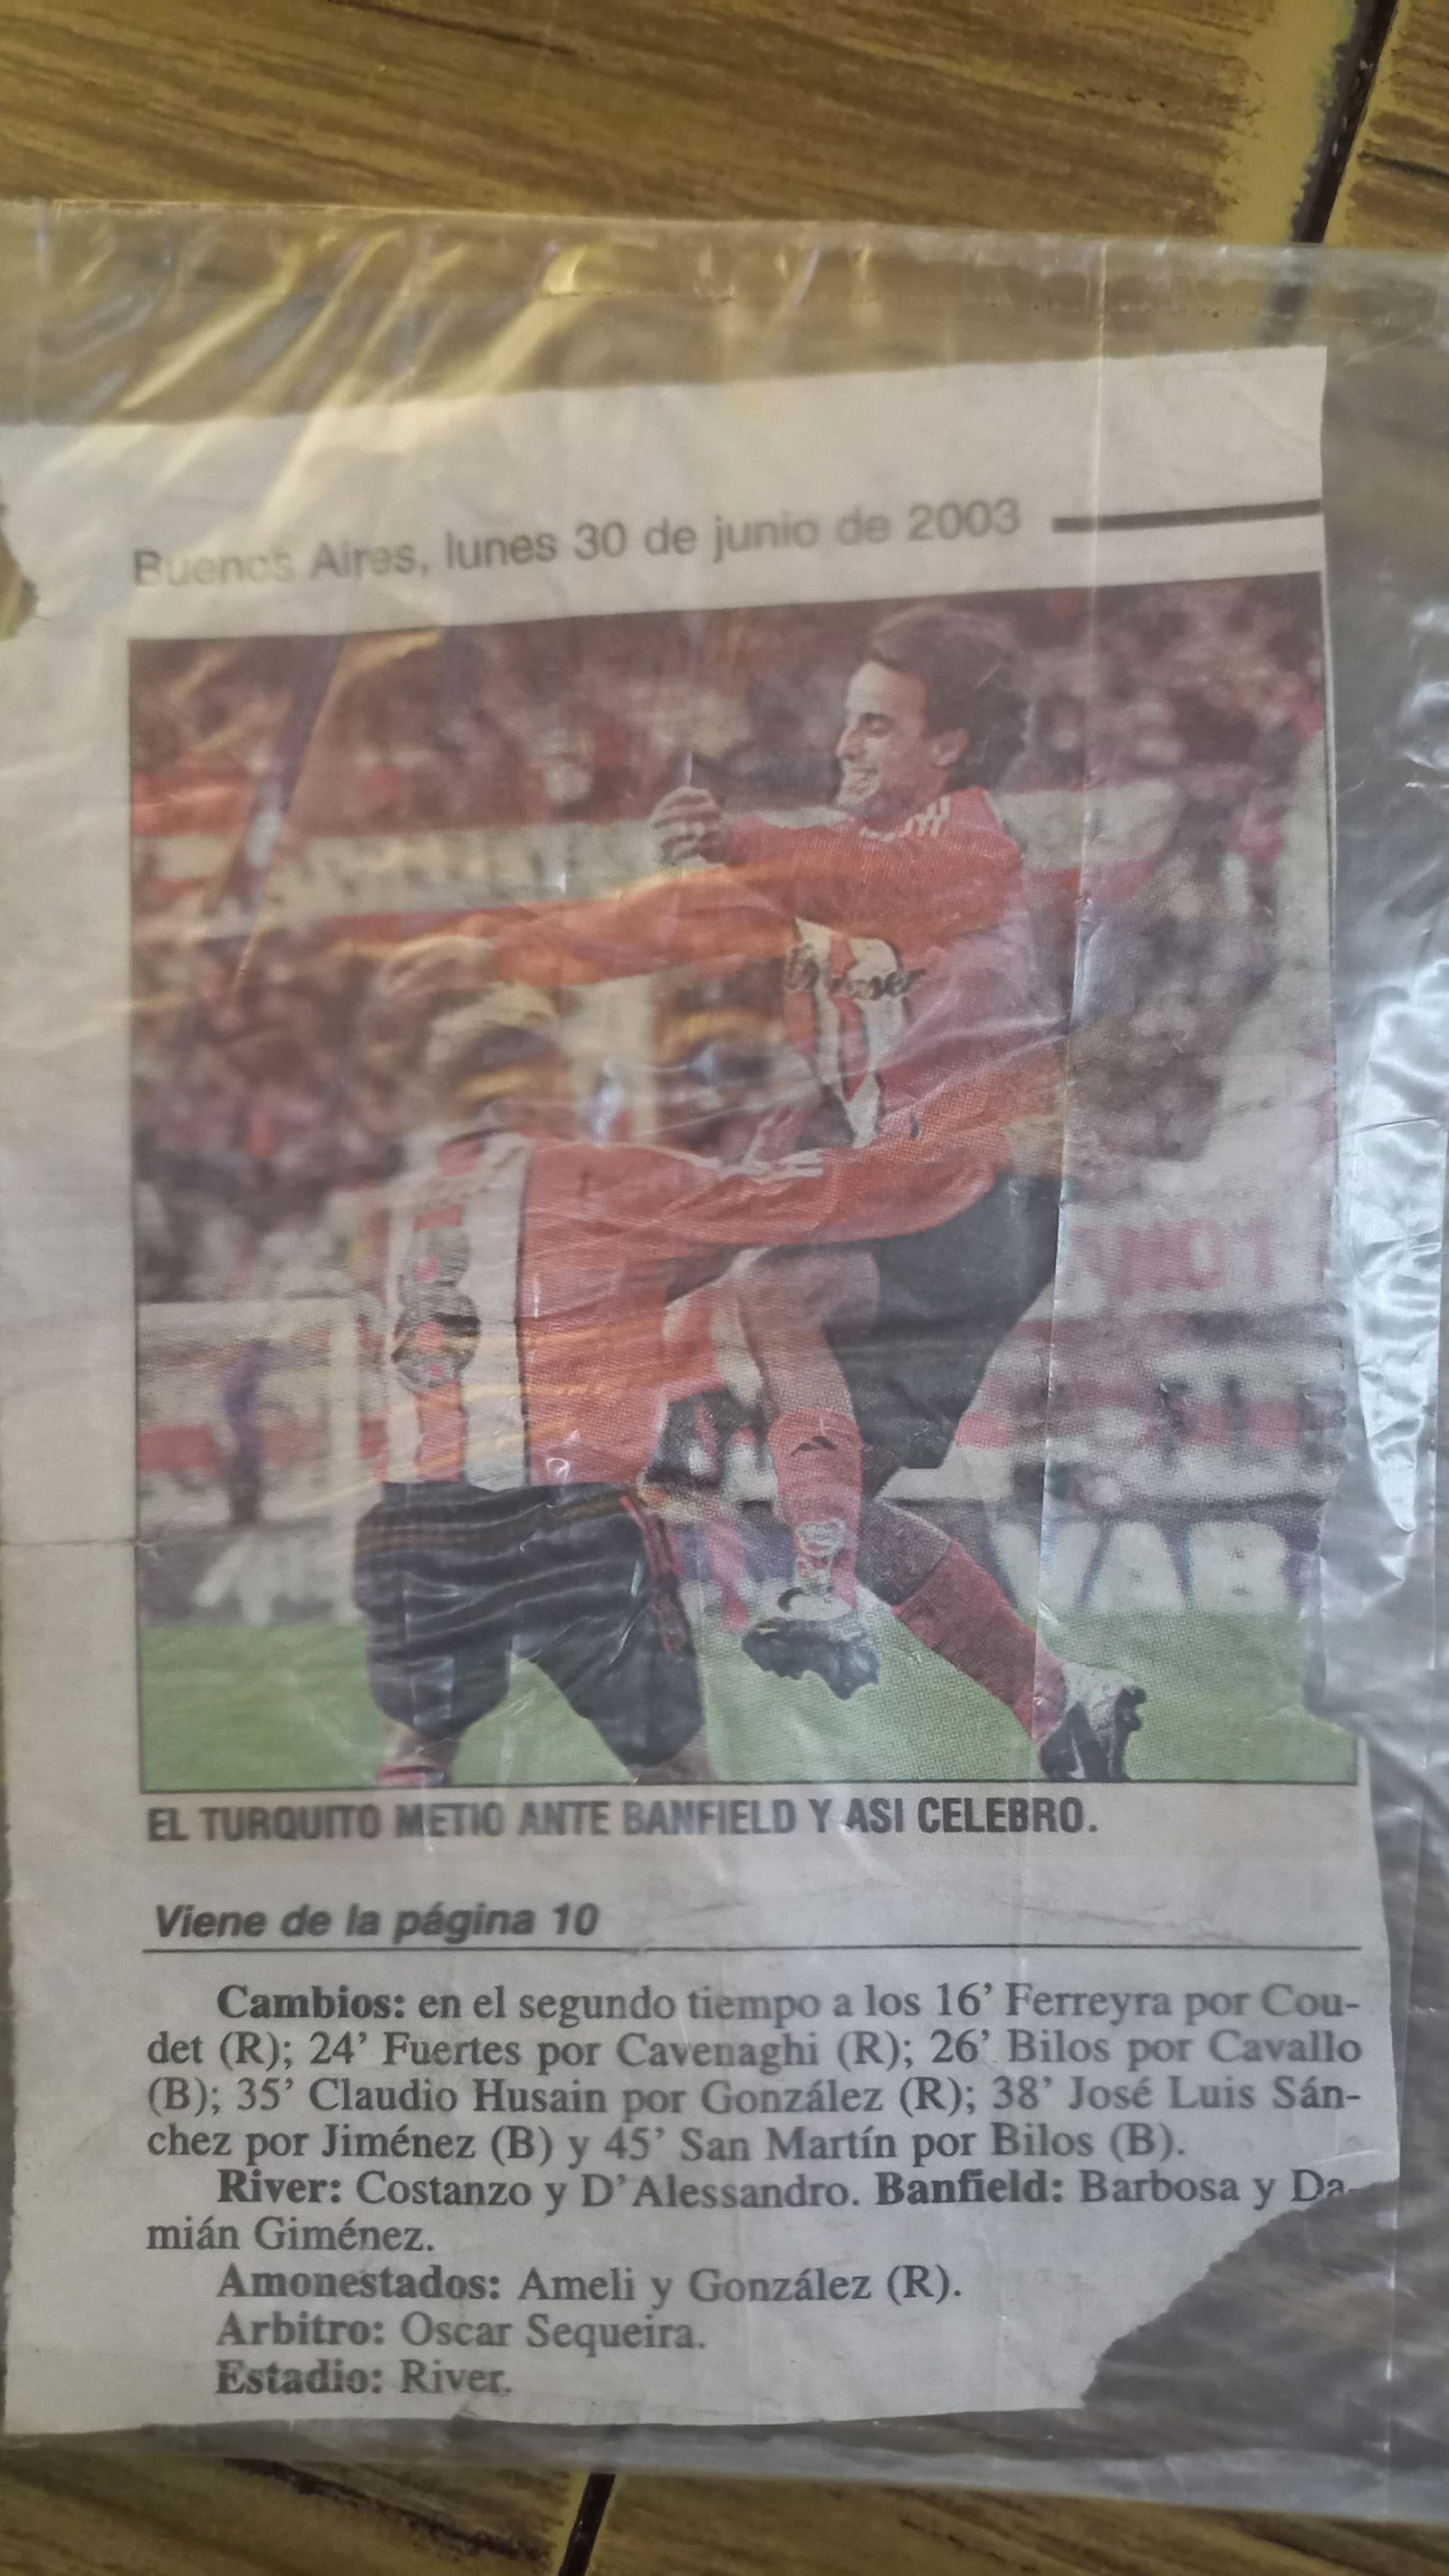 Buenos Aires, lunes 30 de junio de 2003
Budweiser
8
VAB
EL TURQUITO METIO ANTE BANFIELD Y ASI CELEBRO.
Viene de la página 10
Cambios: en el segundo tiempo a los 16’ Ferreyra por Cou-
det (R); 24’ Fuertes por Cavenaghi (R); 26’ Bilos por Cavallo
(B); 35’ Claudio Husain por González (R); 38’ José Luis Sán-
chez por Jiménez (B) y 45’ San Martín por Bilos (B).
River: Costanzo y D’Alessandro. Banfield: Barbosa y Da-
mián Giménez.
Amonestados: Ameli y González (R).
Arbitro: Oscar Sequeira.
Estadio: River.